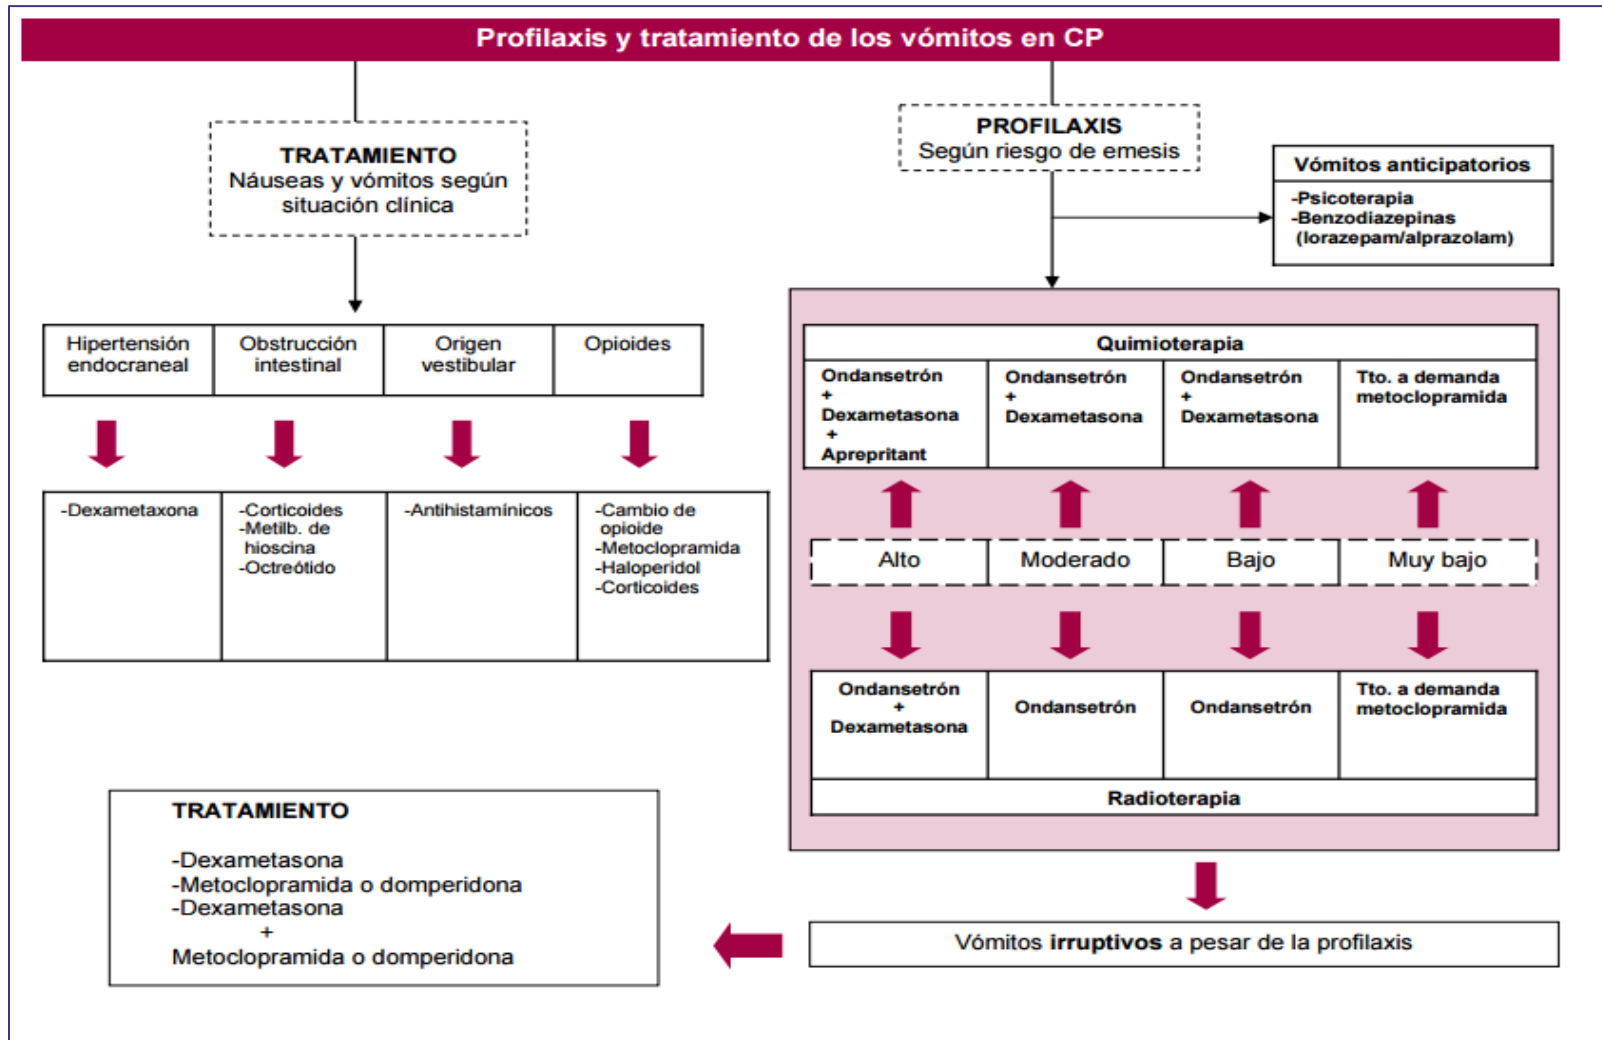 Profilaxis y tratamiento de los vómitos en CP
TRATAMIENTO
Náuseas y vómitos según
situación clínica
PROFILAXIS
Según riesgo de emesis
Vómitos anticipatorios
-Psicoterapia
-Benzodiazepinas
(lorazepam/alprazolam)
Hipertensión
endocraneal
Obstrucción
intestinal
Origen
vestibular
Opioides
-Dexametaxona
-Corticoides
-Metilb. de
hioscina
-Octreótido
-Antihistamínicos
-Cambio de
opioide
-Metoclopramida
-Haloperidol
-Corticoides
Quimioterapia
Ondansetrón
+
Dexametasona
+
Aprepritant
Ondansetrón
+
Dexametasona
Ondansetrón
+
Dexametasona
Tto. a demanda
metoclopramida
Alto
Moderado
Bajo
Muy bajo
Ondansetrón
+
Dexametasona
Ondansetrón
Ondansetrón
Tto. a demanda
metoclopramida
Radioterapia
Vómitos irruptivos a pesar de la profilaxis
TRATAMIENTO
-Dexametasona
-Metoclopramida o domperidona
-Dexametasona
+
Metoclopramida o domperidona